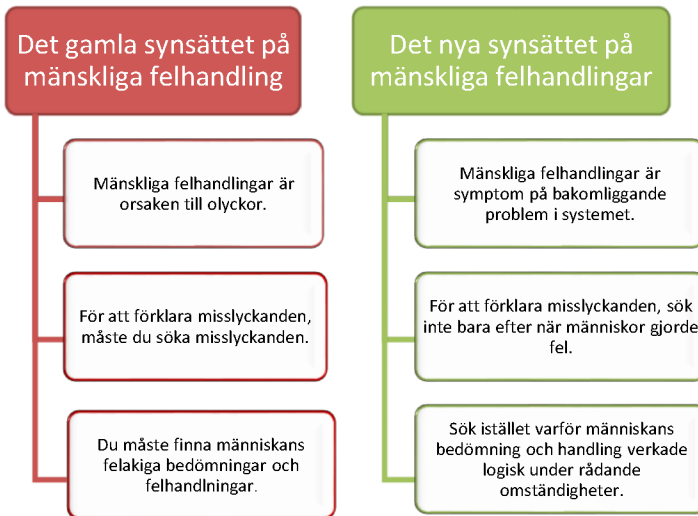 Det gamla synsättet på
mänskliga felhandling
Mänskliga felhandlingar är
orsaken till olyckor.
För att förklara misslyckanden,
måste du söka misslyckanden.
Du måste finna människans
felakiga bedömningar och
felhandlningar.
Det nya synsättet på
mänskliga felhandlingar
Mänskliga felhandlingar är
symptom på bakomliggande
problem i systemet.
För att förklara misslyckanden, sök
inte bara efter när människor gjorde
fel.
Sök istället varför människans
bedömning och handling verkade
logisk under rådande
omständigheter.